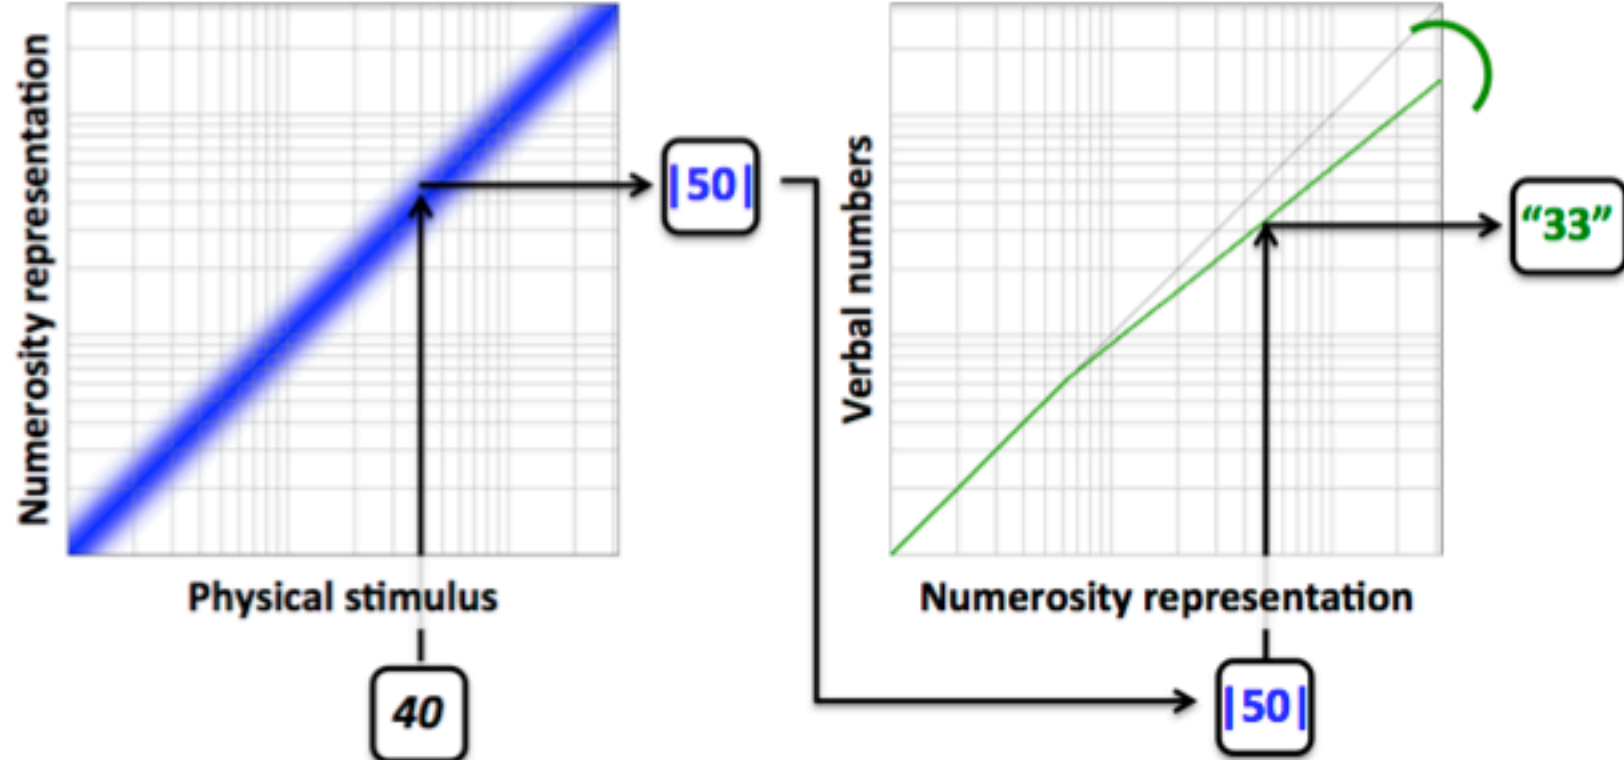 Numerosity representation
Physical stimulus
40
|50|
Verbal numbers
Numerosity representation
|50|
“33”